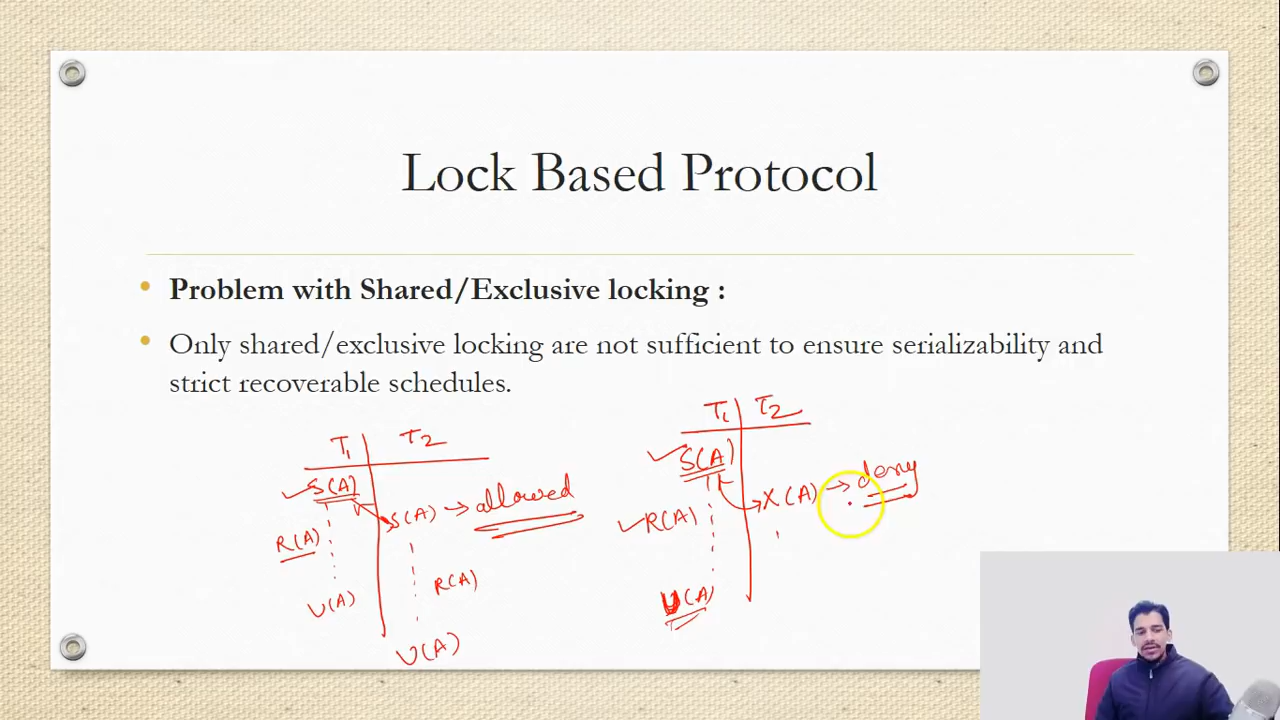 Lock Based Protocol
• Problem with Shared/Exclusive locking :
• Only shared/exclusive locking are not sufficient to ensure serializability and
strict recoverable schedules.
T1 T2
S(A)
S(A) → allowed
R(A)
R(A)
U(A)
U(A)
T1 T2
S(A)
X(A) → deny
R(A)
U(A)